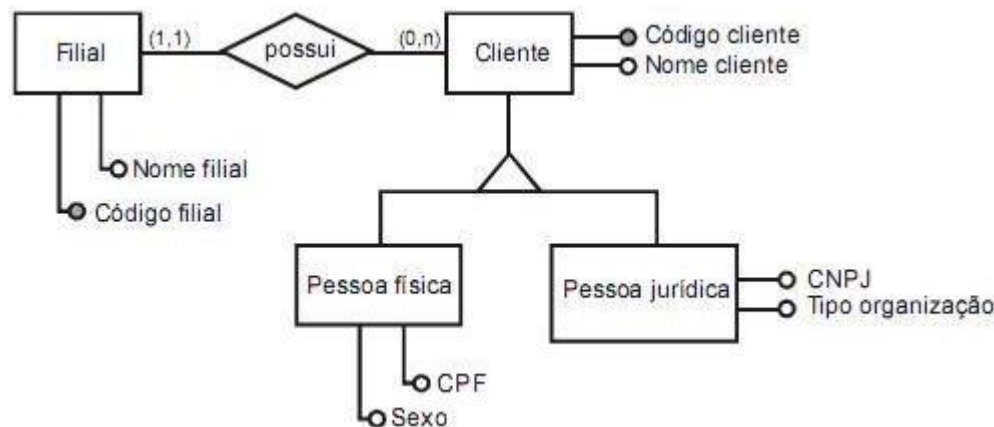 Filial
(1,1)
possui
(0,n)
Cliente
Código cliente
Nome cliente
Nome filial
Código filial
Pessoa física
Pessoa jurídica
CNPJ
Tipo organização
CPF
Sexo